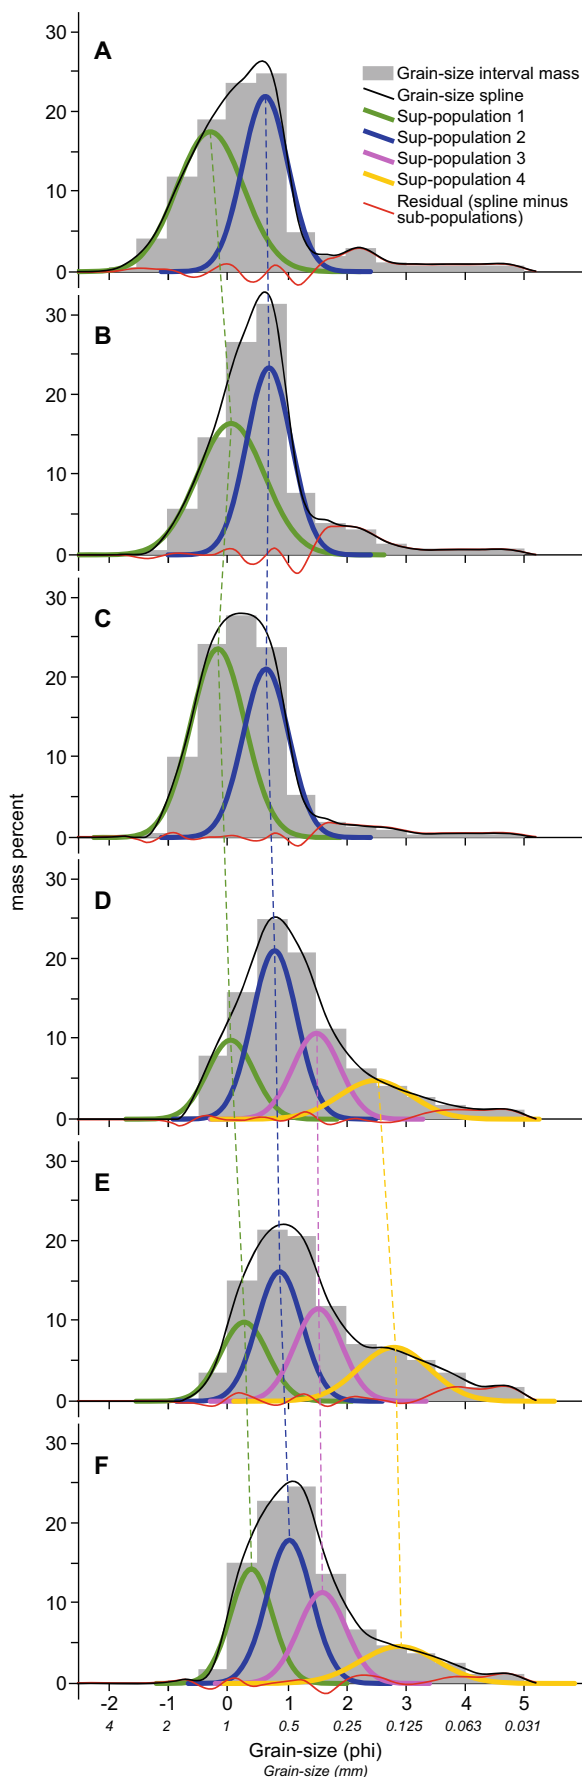 A
30
20
10
0
Grain-size interval mass
Grain-size spline
Sup-population 1
Sup-population 2
Sup-population 3
Sup-population 4
Residual (spline minus
sub-populations)
B
30
20
10
0
C
30
20
10
0
mass percent
D
30
20
10
0
E
30
20
10
0
F
30
20
10
0
-2 -1 0 1 2 3 4 5
4 2 1 0.5 0.25 0.125 0.063 0.031
Grain-size (phi)
Grain-size (mm)